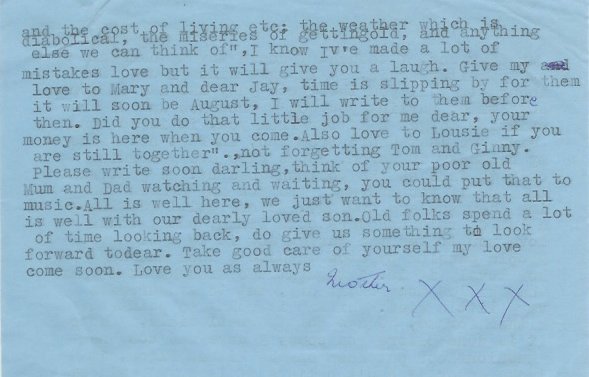 and the cost of living etc: the weather which is
diabolical, the miseries of gettingold, and anything
else we can think of",I know Iv'e made a lot of
mistakes love but it will give you a laugh. Give my and
love to Mary and dear Jay, time is slipping by for them
it will soon be August, I will write to them before
then. Did you do that little job for me dear, your
money is here when you come.Also love to Lousie if you
are still together".,not forgetting Tom and Ginny.
Please write soon darling,think of your poor old
Mum and Dad watching and waiting, you could put that to
music.All is well here, we just want to know that all
is well with our dearly loved son.Old folks spend a lot
of time looking back, do give us something to look
forward todear. Take good care of yourself my love
come soon. Love you as always
Mother. X X X